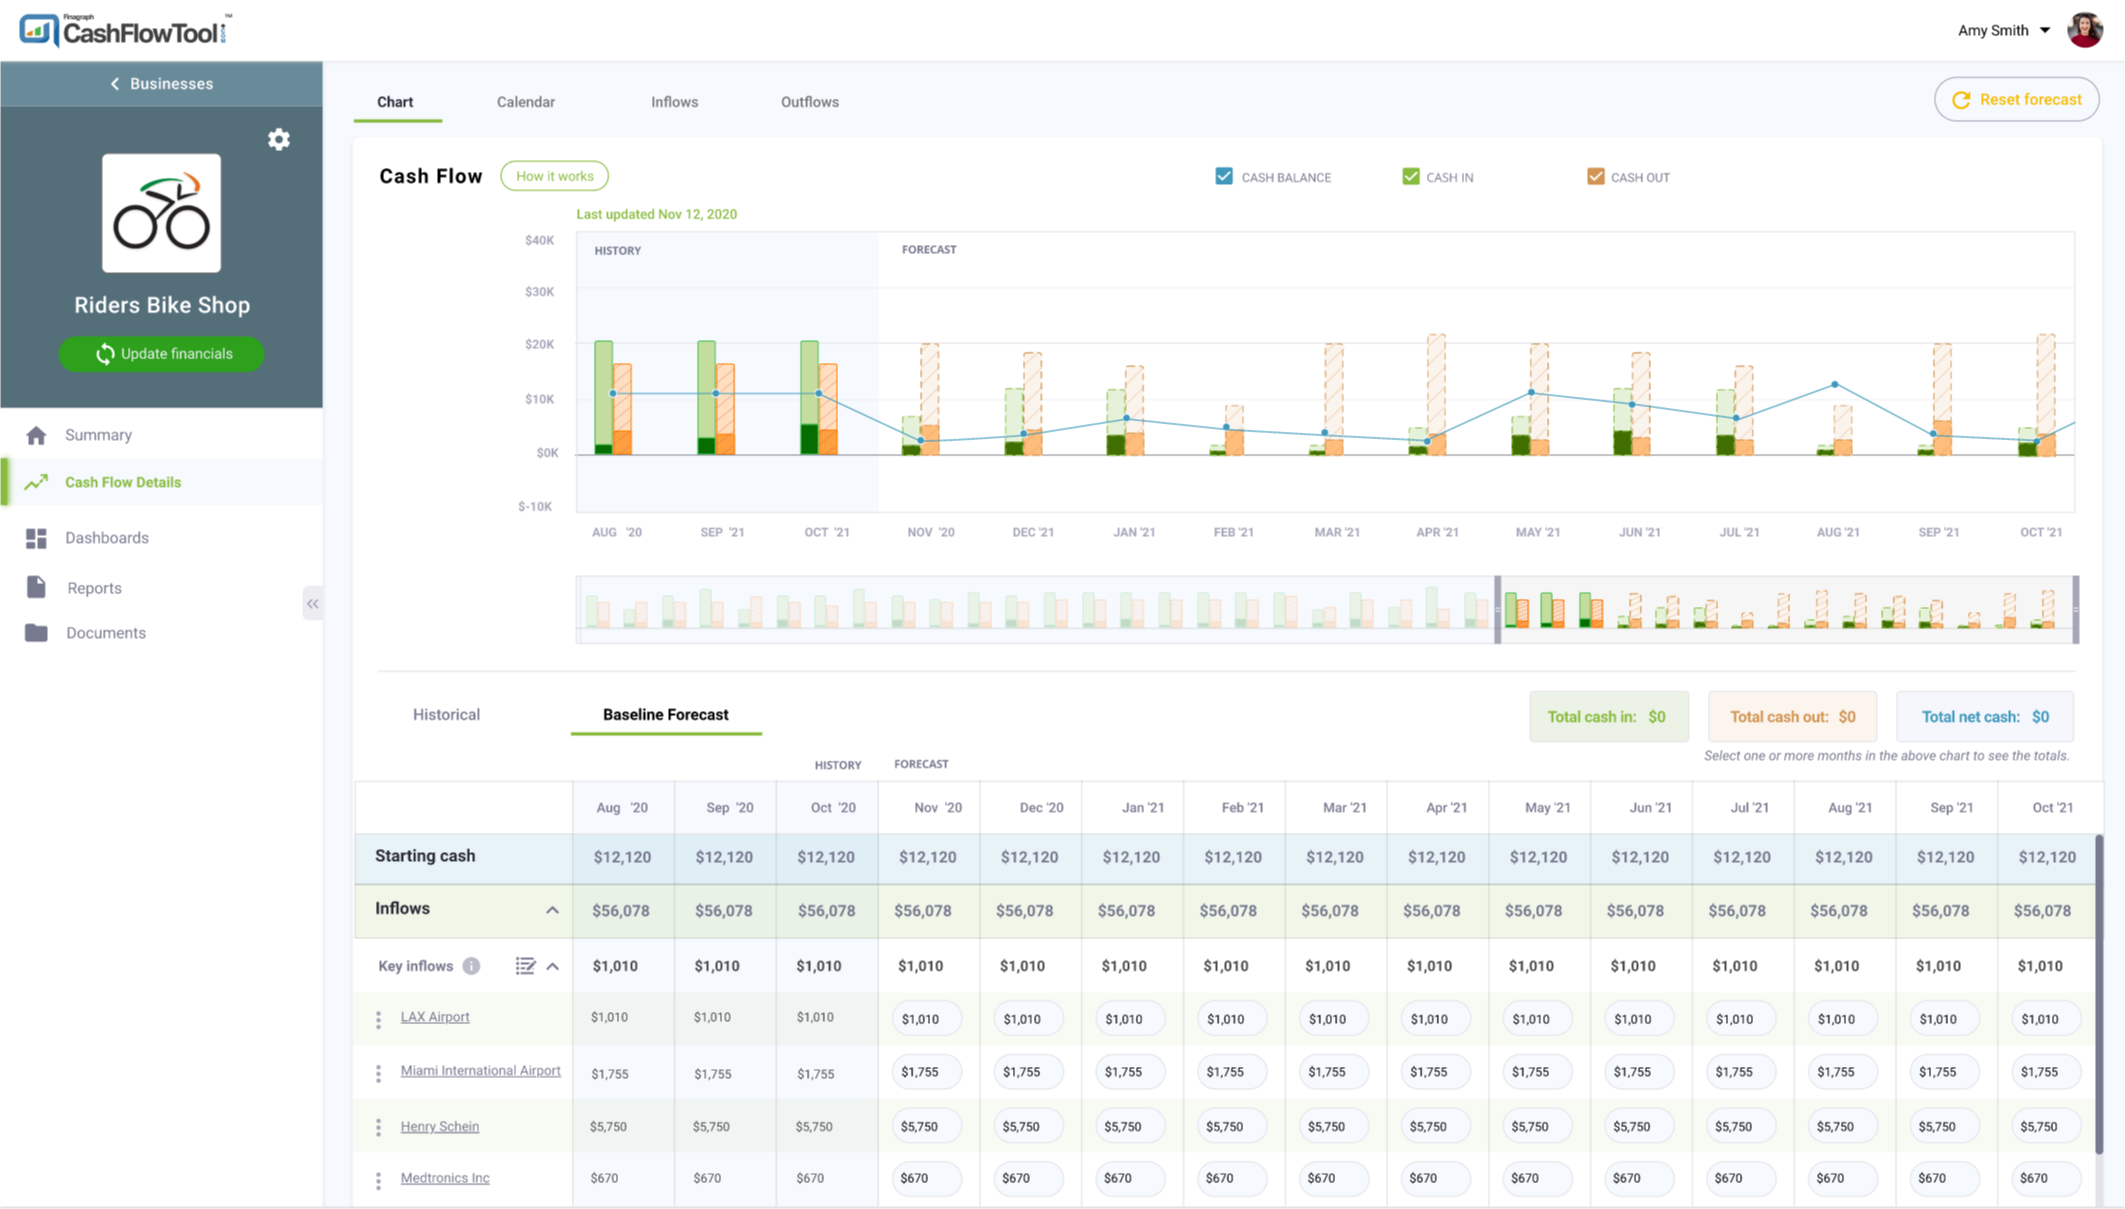 Finagraph
CashFlowTool.com™
Amy Smith
Businesses
Riders Bike Shop
Update financials
Summary
Cash Flow Details
Dashboards
Reports
Documents
Chart Calendar Inflows Outflows
Reset forecast
Cash Flow How it works
CASH BALANCE CASH IN CASH OUT
Last updated Nov 12, 2020
HISTORY FORECAST
$40K
$30K
$20K
$10K
$0K
$-10K
AUG '20 SEP '21 OCT '21 NOV '20 DEC '21 JAN '21 FEB '21 MAR '21 APR '21 MAY '21 JUN '21 JUL '21 AUG '21 SEP '21 OCT '21
Historical Baseline Forecast
Total cash in: $0 Total cash out: $0 Total net cash: $0
Select one or more months in the above chart to see the totals.
HISTORY FORECAST
Aug '20 Sep '20 Oct '20 Nov '20 Dec '20 Jan '21 Feb '21 Mar '21 Apr '21 May '21 Jun '21 Jul '21 Aug '21 Sep '21 Oct '21
Starting cash $12,120 $12,120 $12,120 $12,120 $12,120 $12,120 $12,120 $12,120 $12,120 $12,120 $12,120 $12,120 $12,120 $12,120 $12,120
Inflows $56,078 $56,078 $56,078 $56,078 $56,078 $56,078 $56,078 $56,078 $56,078 $56,078 $56,078 $56,078 $56,078 $56,078 $56,078
Key inflows i $1,010 $1,010 $1,010 $1,010 $1,010 $1,010 $1,010 $1,010 $1,010 $1,010 $1,010 $1,010 $1,010 $1,010 $1,010
LAX Airport $1,010 $1,010 $1,010 $1,010 $1,010 $1,010 $1,010 $1,010 $1,010 $1,010 $1,010 $1,010 $1,010 $1,010 $1,010
Miami International Airport $1,755 $1,755 $1,755 $1,755 $1,755 $1,755 $1,755 $1,755 $1,755 $1,755 $1,755 $1,755 $1,755 $1,755 $1,755
Henry Schein $5,750 $5,750 $5,750 $5,750 $5,750 $5,750 $5,750 $5,750 $5,750 $5,750 $5,750 $5,750 $5,750 $5,750 $5,750
Medtronics Inc $670 $670 $670 $670 $670 $670 $670 $670 $670 $670 $670 $670 $670 $670 $670